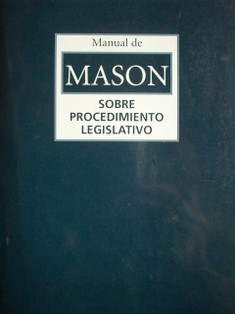 Manual de
MASON
SOBRE
PROCEDIMIENTO
LEGISLATIVO